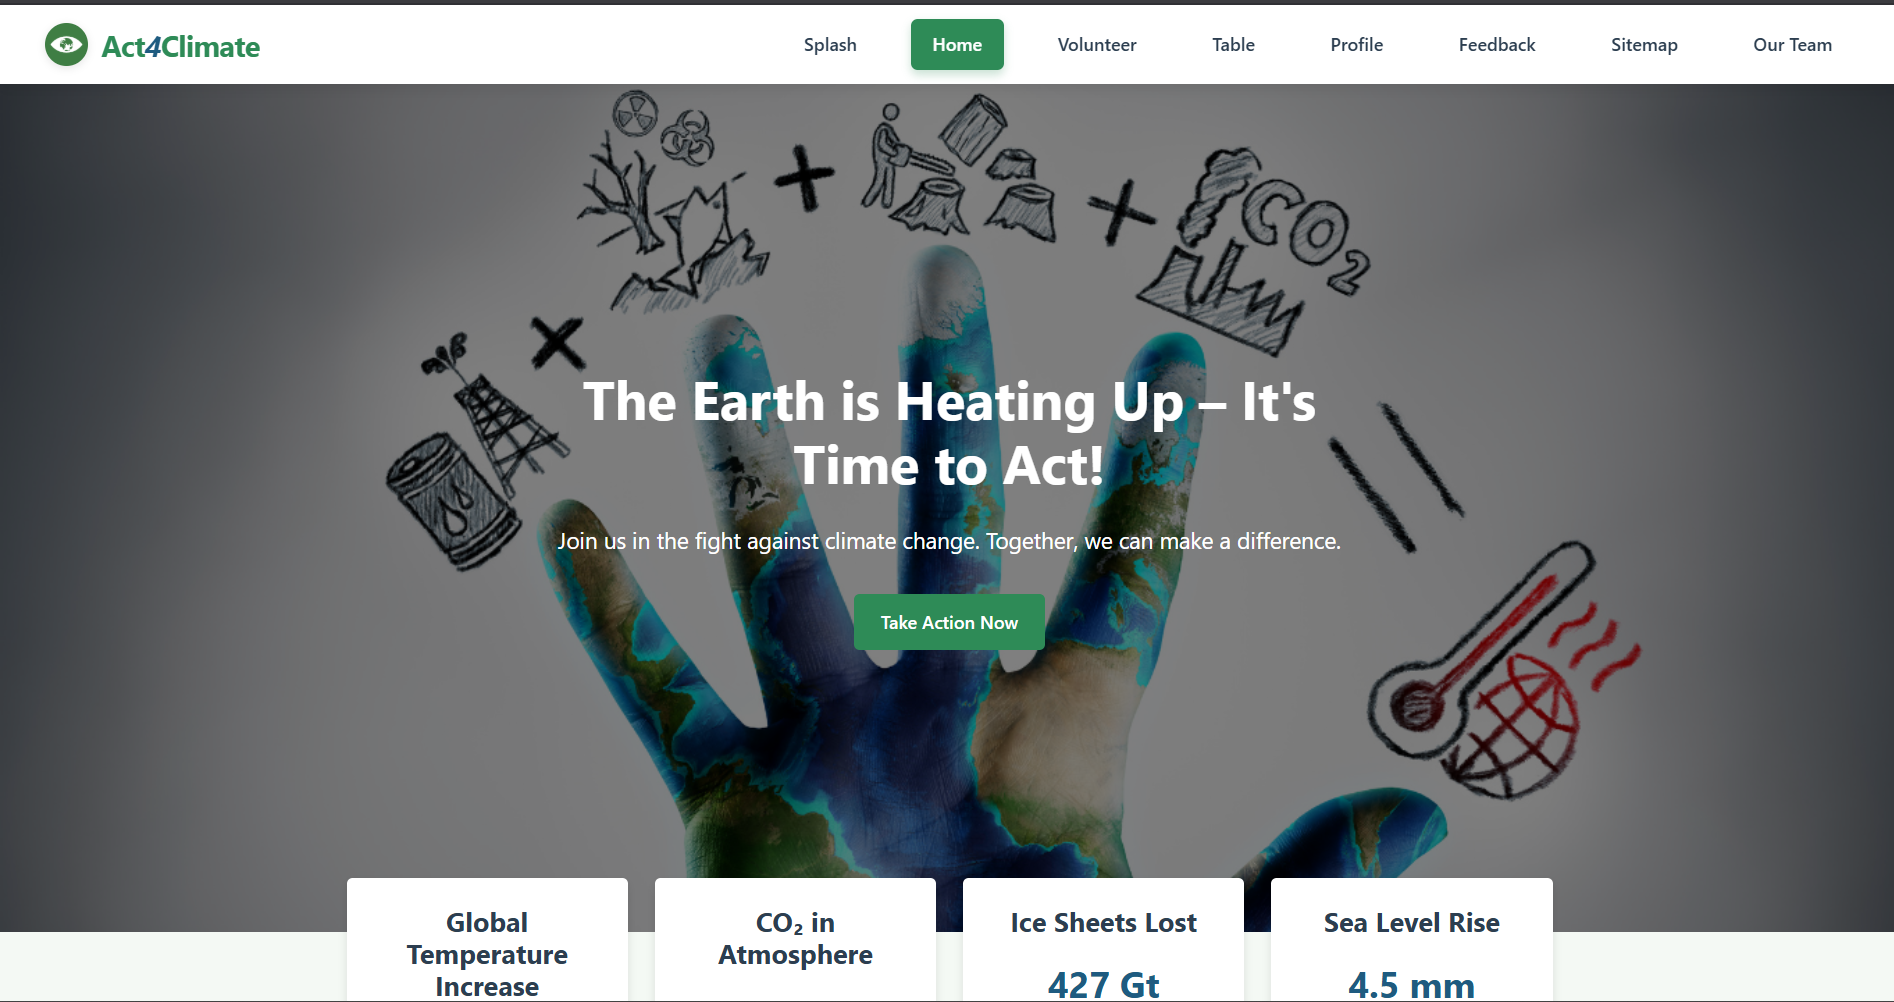 Act4Climate
Splash
Home
Volunteer
Table
Profile
Feedback
Sitemap
Our Team
CO₂
The Earth is Heating Up – It's
Time to Act!
Join us in the fight against climate change. Together, we can make a difference.
Take Action Now
Global
Temperature
Increase
CO₂ in
Atmosphere
Ice Sheets Lost
427 Gt
Sea Level Rise
4.5 mm